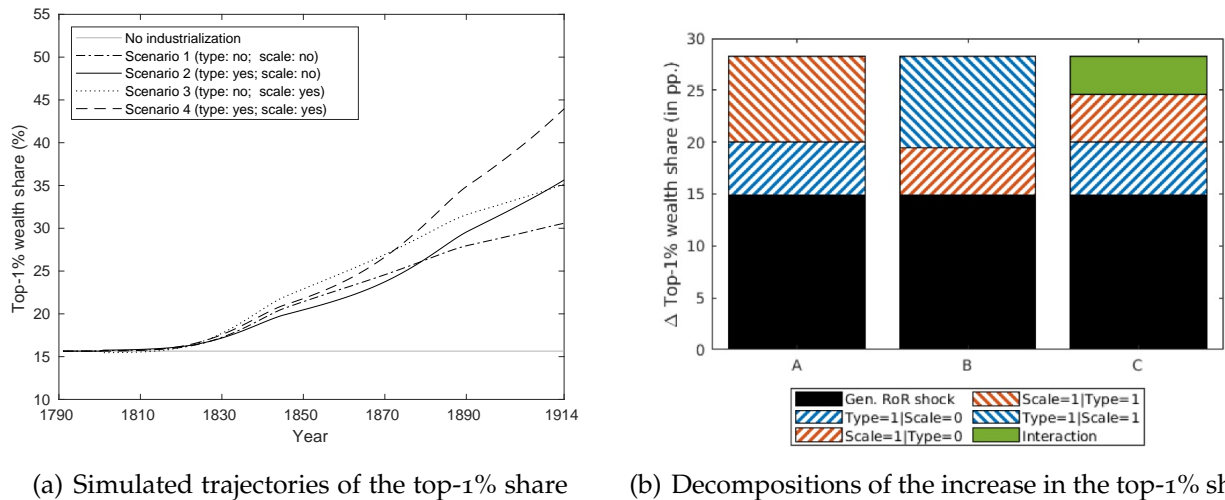 55
50
45
40
35
30
25
20
15
10
Top-1% wealth share (%)
No industrialization
Scenario 1 (type: no; scale: no)
Scenario 2 (type: yes; scale: no)
Scenario 3 (type: no; scale: yes)
Scenario 4 (type: yes; scale: yes)
1790 1810 1830 1850 1870 1890 1914
Year
(a) Simulated trajectories of the top-1% share
30
25
20
15
10
5
0
Δ Top-1% wealth share (in pp.)
A B C
Gen. RoR shock Scale=1|Type=1
Type=1|Scale=0 Type=1|Scale=1
Scale=1|Type=0 Interaction
(b) Decompositions of the increase in the top-1% sh